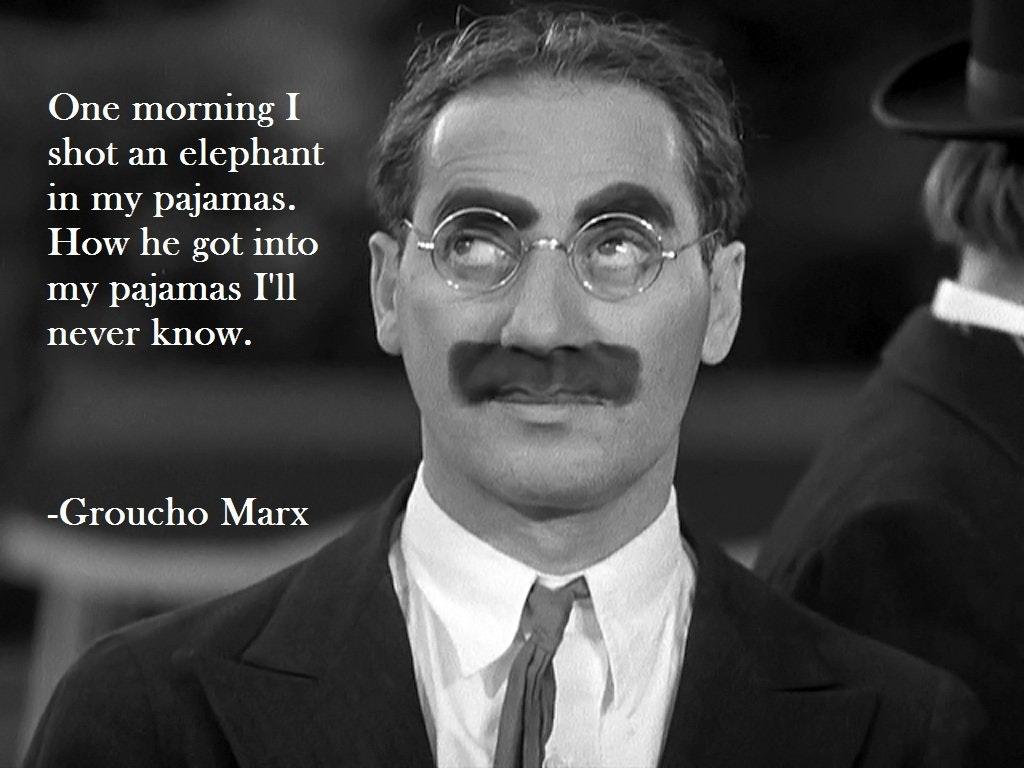 One morning I
shot an elephant
in my pajamas.
How he got into
my pajamas I'll
never know.
-Groucho Marx